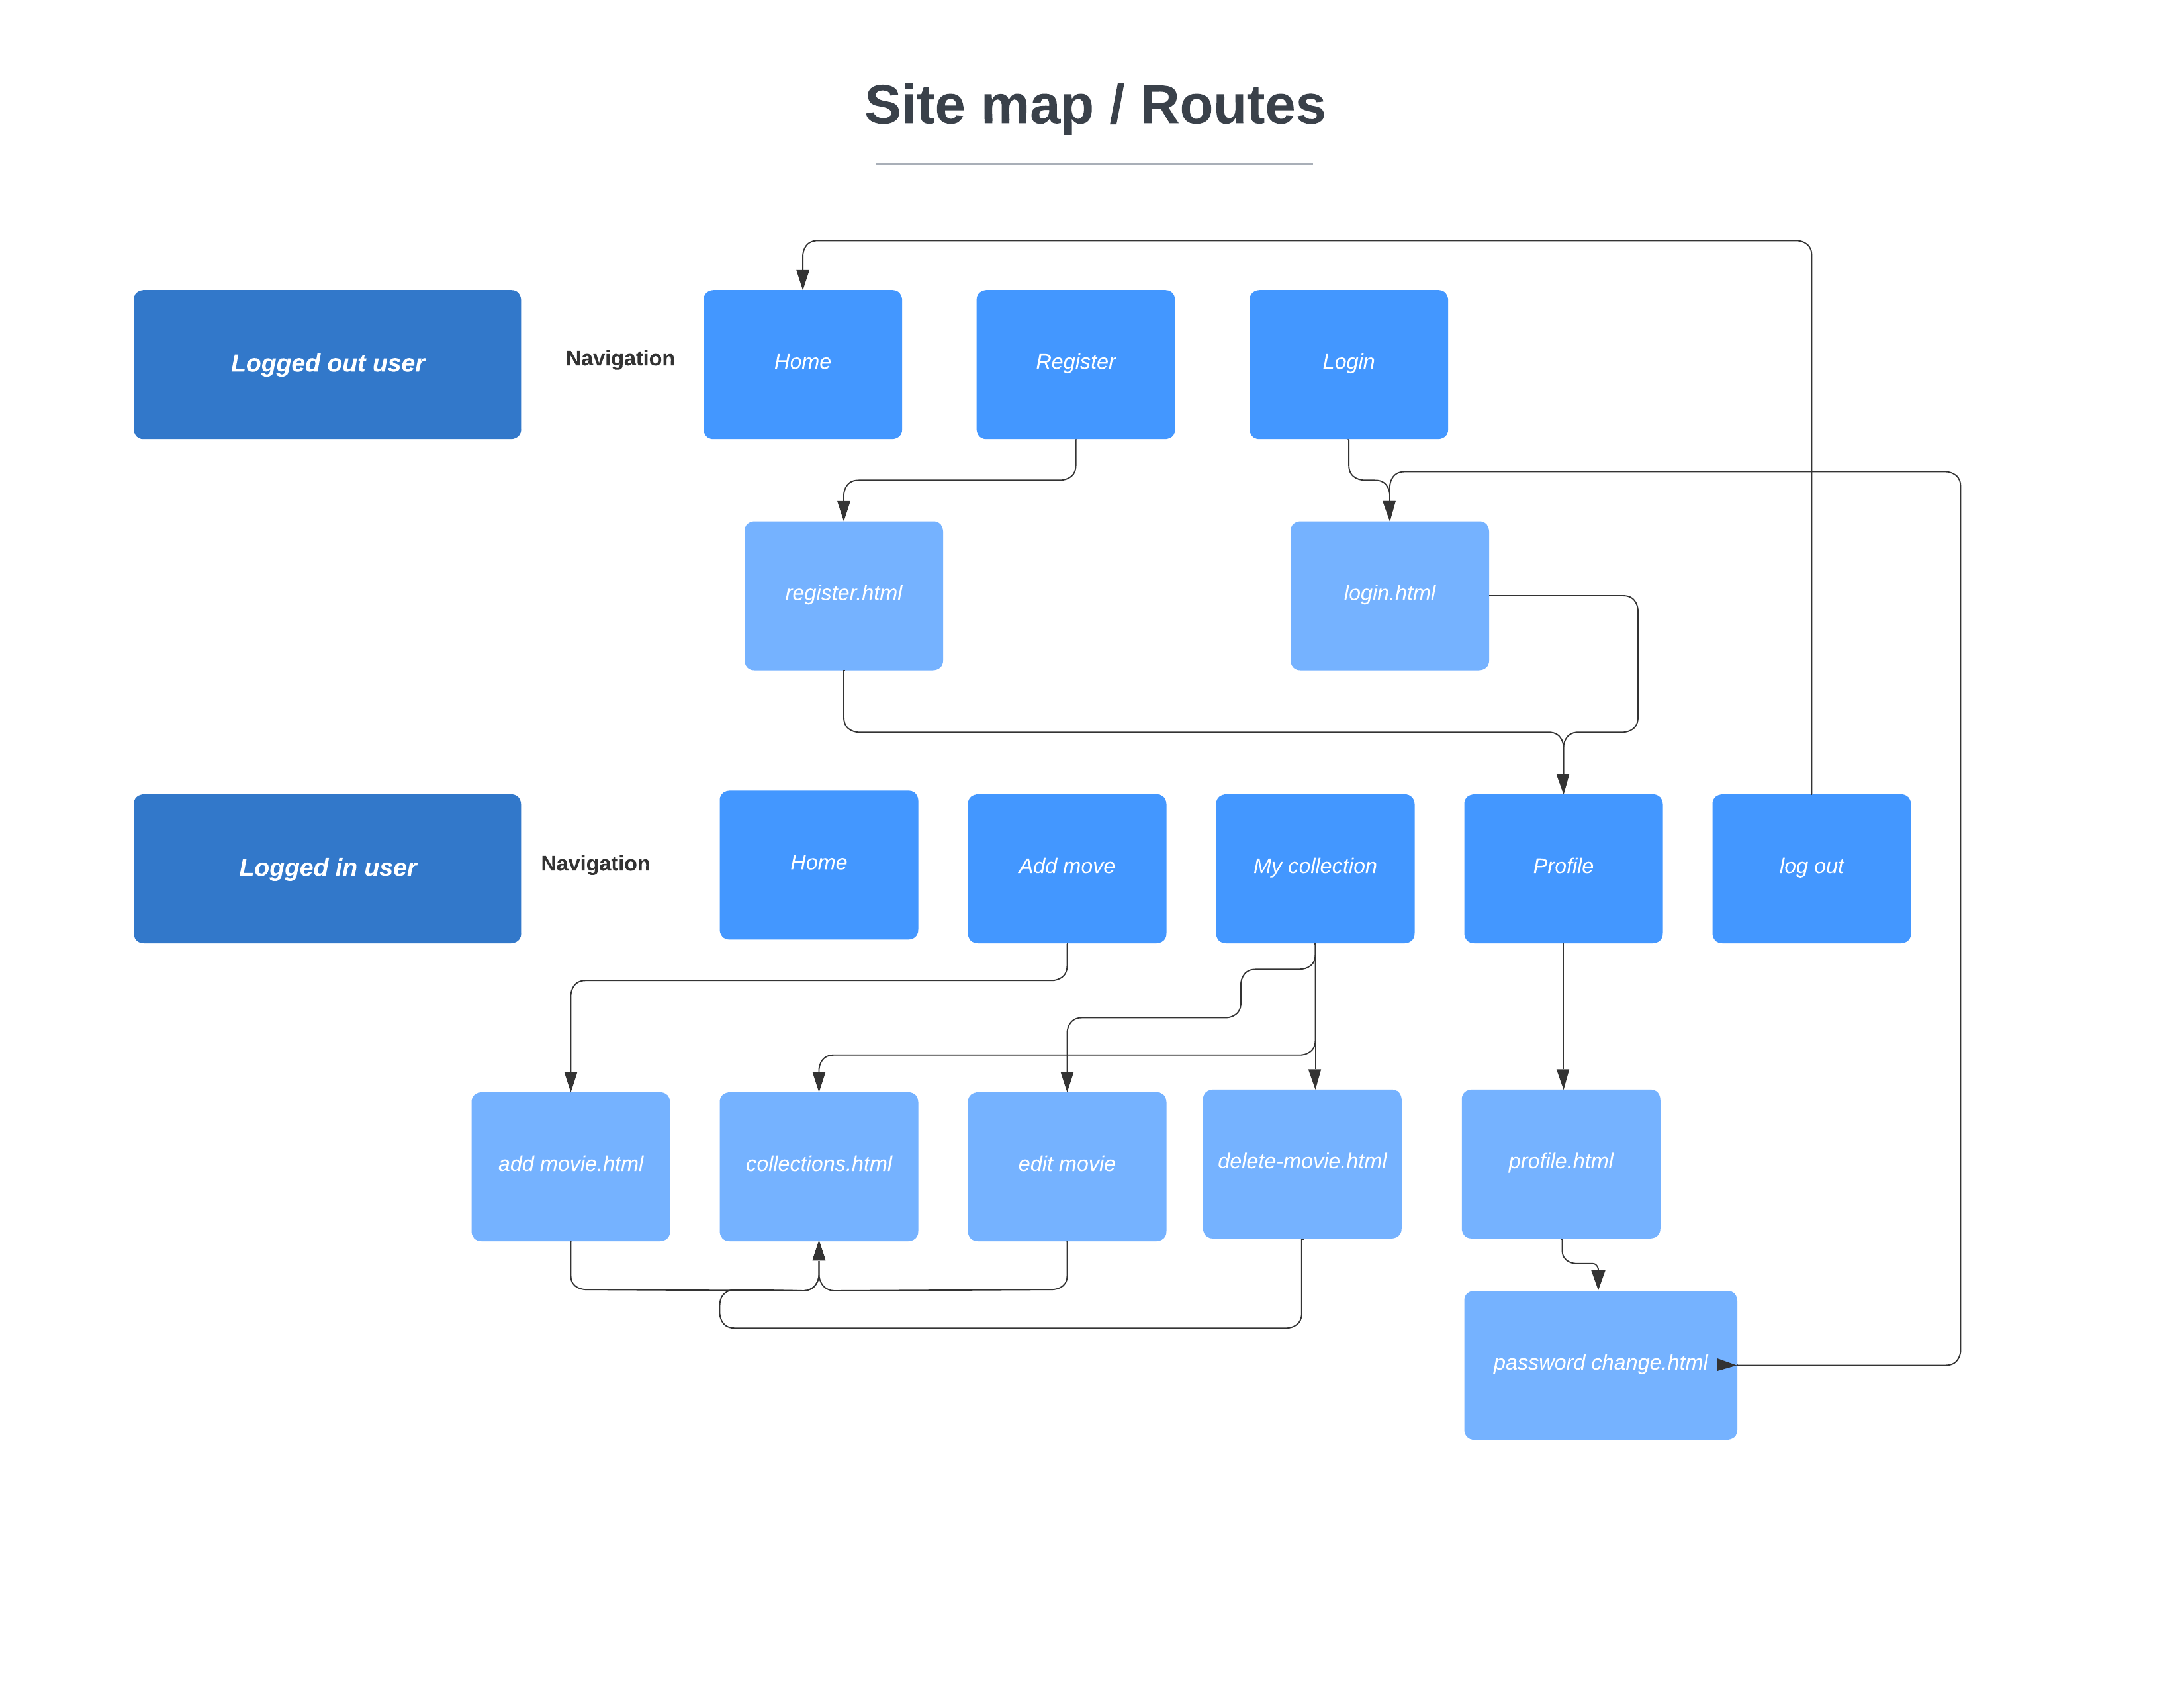 Site map / Routes
Logged out user
Navigation
Home
Register
Login
register.html
login.html
Logged in user
Navigation
Home
Add move
My collection
Profile
log out
add movie.html
collections.html
edit movie
delete-movie.html
profile.html
password change.html